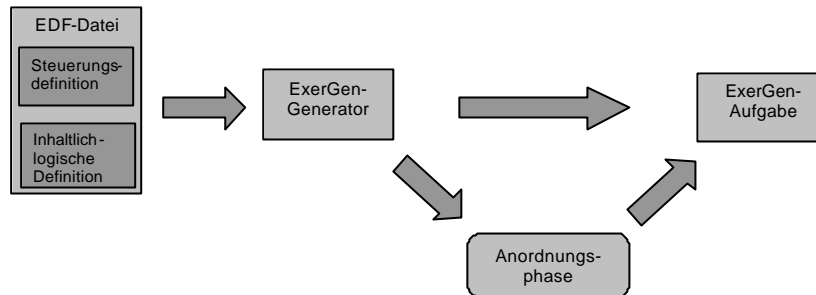 EDF-Datei
Steuerungs-
definition
Inhaltlich-
logische
Definition
ExerGen-
Generator
ExerGen-
Aufgabe
Anordnungs-
phase